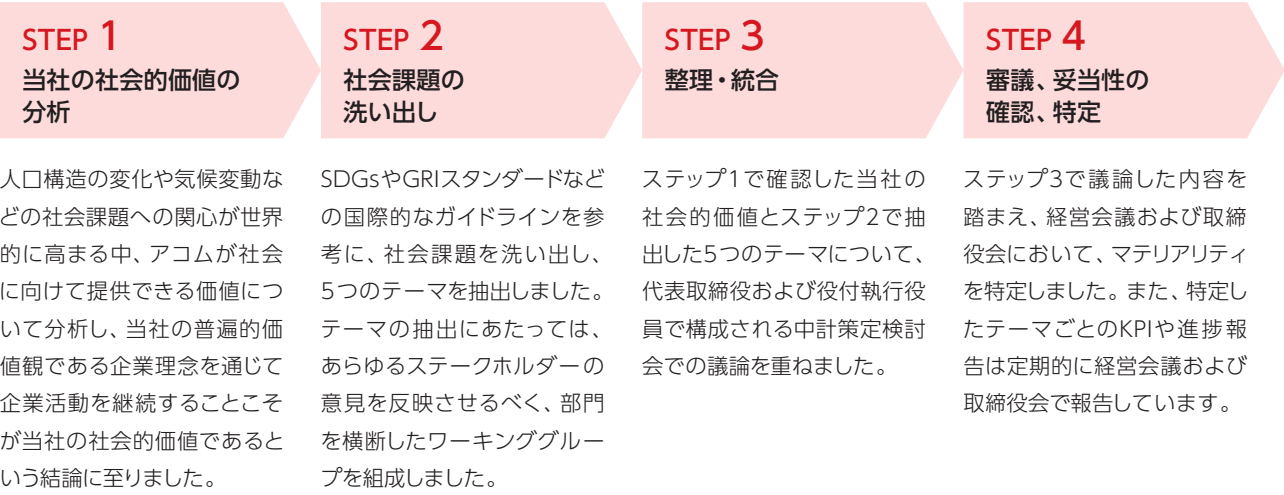 STEP 1
当社の社会的価値の
分析
人口構造の変化や気候変動な
どの社会課題への関心が世界
的に高まる中、アコムが社会
に向けて提供できる価値につ
いて分析し、当社の普遍的価
値観である企業理念を通じて
企業活動を継続することこそ
が当社の社会的価値であると
いう結論に至りました。
STEP 2
社会課題の
洗い出し
SDGsやGRIスタンダードなど
の国際的なガイドラインを参
考に、社会課題を洗い出し、
5つのテーマを抽出しました。
テーマの抽出にあたっては、
あらゆるステークホルダーの
意見を反映させるべく、部門
を横断したワーキンググルー
プを組成しました。
STEP 3
整理・統合
ステップ1で確認した当社の
社会的価値とステップ2で抽
出した5つのテーマについて、
代表取締役および役付執行役
員で構成される中計策定検討
会での議論を重ねました。
STEP 4
審議、妥当性の
確認、特定
ステップ3で議論した内容を
踏まえ、経営会議および取締
役会において、マテリアリティ
を特定しました。また、特定し
たテーマごとのKPIや進捗報
告は定期的に経営会議および
取締役会で報告しています。